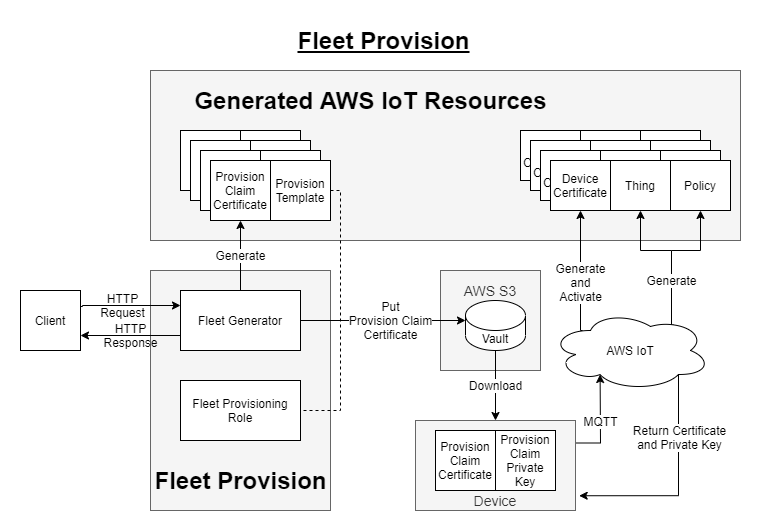 Fleet Provision
Generated AWS IoT Resources
Provision
Claim
Certificate
Provision
Template
C
C
C
Device
Certificate
Thing
Policy
Generate
Generate
and
Activate
Generate
Client
HTTP
Request
HTTP
Response
Fleet Generator
Put
Provision Claim
Certificate
AWS S3
Vault
AWS IoT
Download
Fleet Provisioning
Role
MQTT
Return Certificate
and Private Key
Provision
Claim
Certificate
Provision
Claim
Private
Key
Device
Fleet Provision